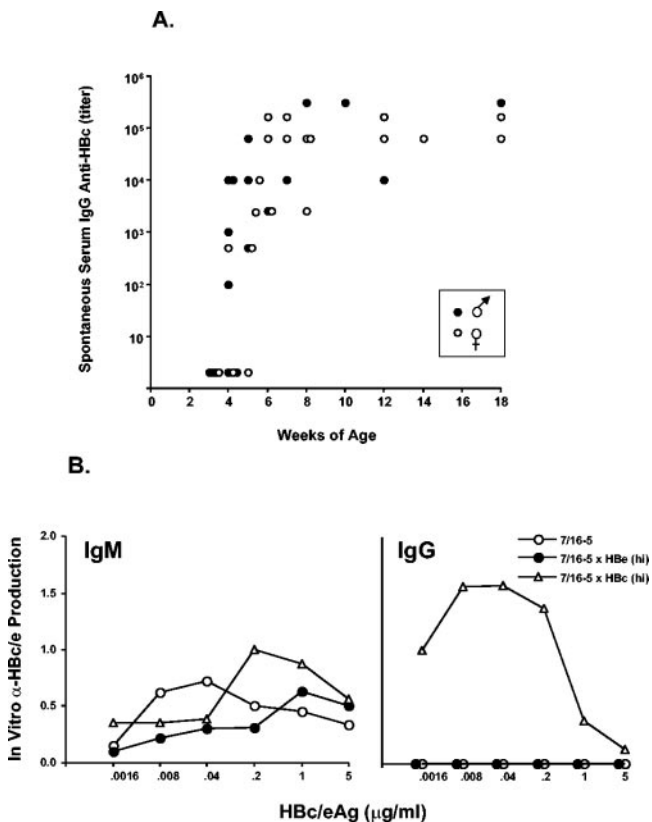 A.
Spontaneous Serum IgG Anti-HBc (titer)
10⁶
10⁵
10⁴
10³
10²
10
0 2 4 6 8 10 12 14 16 18
Weeks of Age
B.
IgM
IgG
7/16-5
7/16-5 x HBe (hi)
7/16-5 x HBc (hi)
In Vitro α-HBc/e Production
2.0
1.5
1.0
0.5
0.0
.0016 .008 .04 .2 1 5
.0016 .008 .04 .2 1 5
HBc/eAg (μg/ml)